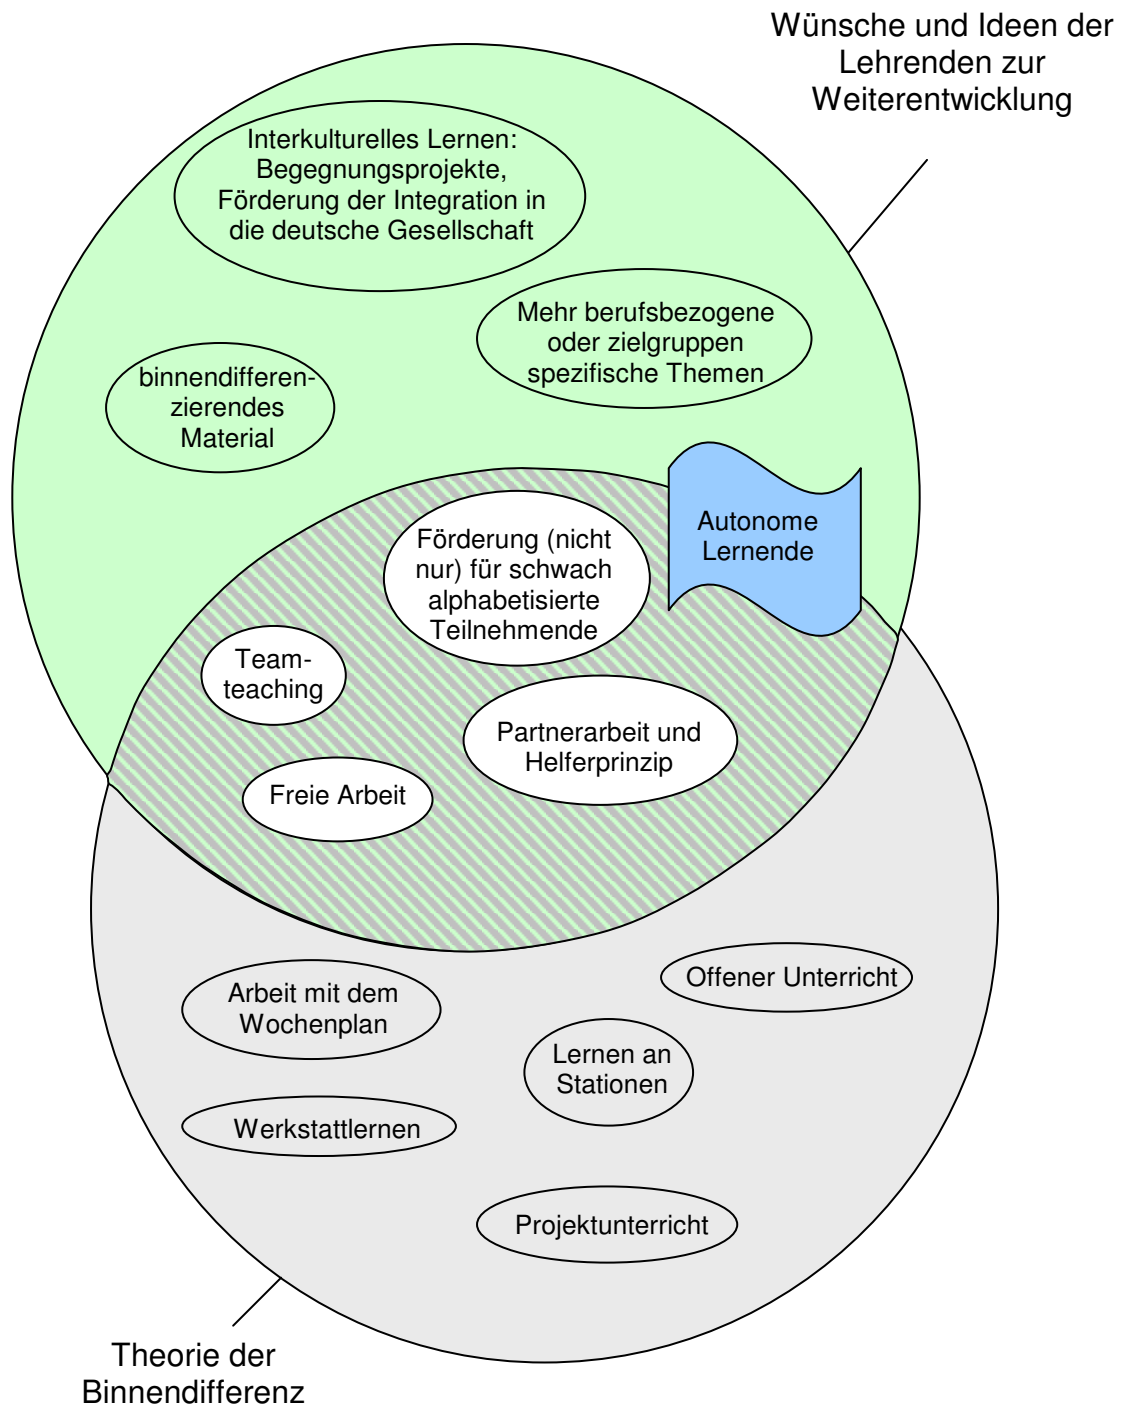 Wünsche und Ideen der
Lehrenden zur
Weiterentwicklung
Interkulturelles Lernen:
Begegnungsprojekte,
Förderung der Integration in
die deutsche Gesellschaft
Mehr berufsbezogene
oder zielgruppen
spezifische Themen
binnendifferen-
zierendes
Material
Autonome
Lernende
Förderung (nicht
nur) für schwach
alphabetisierte
Teilnehmende
Team-
teaching
Partnerarbeit und
Helferprinzip
Freie Arbeit
Offener Unterricht
Arbeit mit dem
Wochenplan
Lernen an
Stationen
Werkstattlernen
Projektunterricht
Theorie der
Binnendifferenz